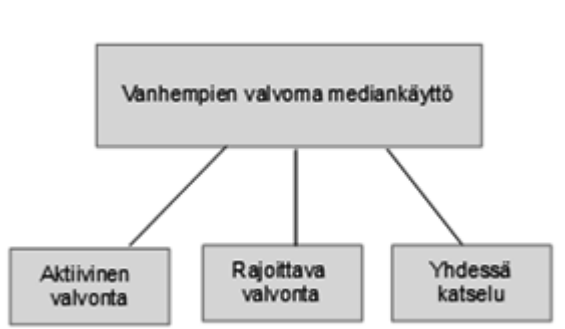 Vanhempien valvoma mediankäyttö
Aktiivinen
valvonta
Rajoittava
valvonta
Yhdessä
katselu